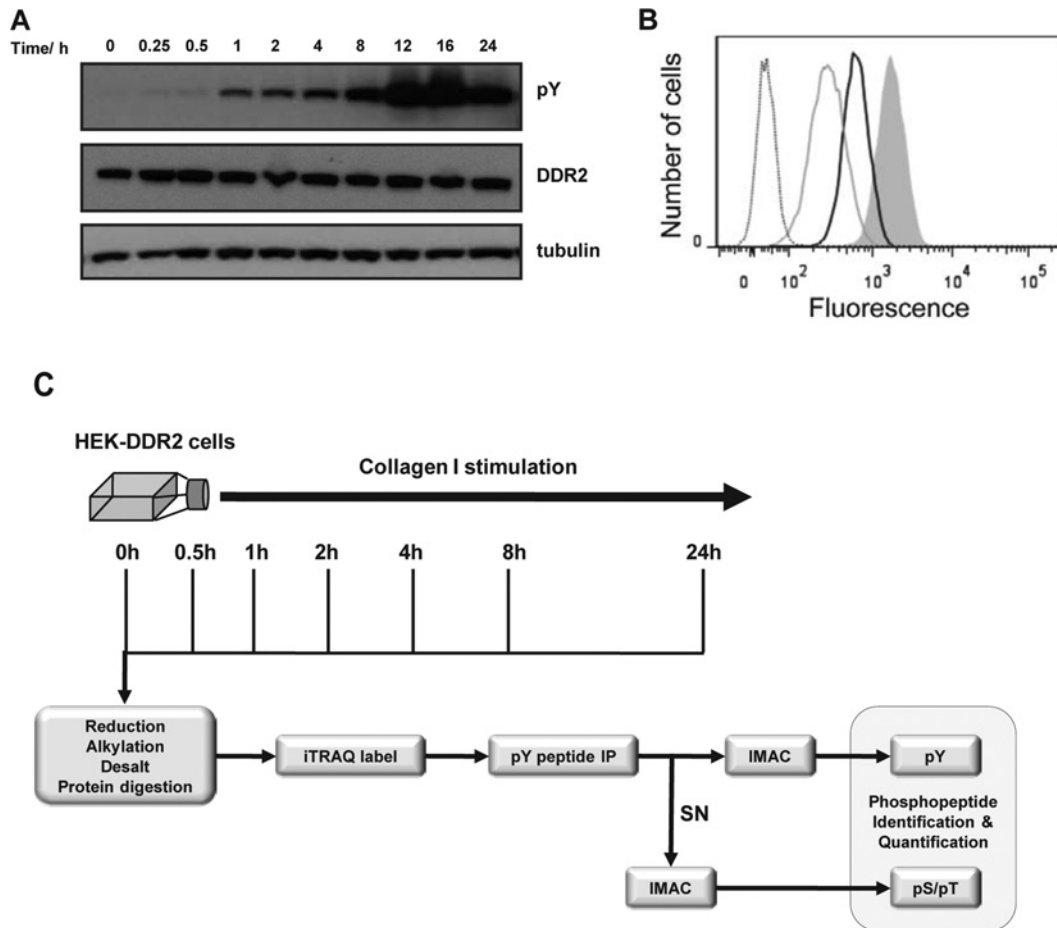 A
Time/ h 0 0.25 0.5 1 2 4 8 12 16 24
pY
DDR2
tubulin
B
Number of cells
0
0 10² 10³ 10⁴ 10⁵
Fluorescence
C
HEK-DDR2 cells
Collagen I stimulation
0h 0.5h 1h 2h 4h 8h 24h
Reduction
Alkylation
Desalt
Protein digestion
iTRAQ label
pY peptide IP
IMAC
pY
SN
Phosphopeptide
Identification &
Quantification
IMAC
pS/pT